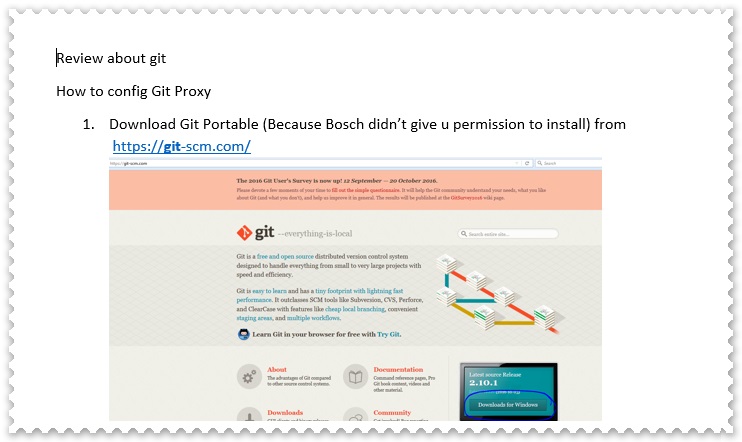 Review about git
How to config Git Proxy
1. Download Git Portable (Because Bosch didn't give u permission to install) from
https://git-scm.com/
https://git-scm.com
Search
The 2016 Git User's Survey is now up! 12 September — 20 October 2016.
Please devote a few moments of your time to fill out the simple questionnaire. It will help the Git community understand your needs, what you like
about Git (and what you don't), and help us improve it in general. The results will be published at the GitSurvey2016 wiki page.
git --everything-is-local
Search entire site...
Git is a free and open source distributed version control system
designed to handle everything from small to very large projects with
speed and efficiency.
Git is easy to learn and has a tiny footprint with lightning fast
performance. It outclasses SCM tools like Subversion, CVS, Perforce,
and ClearCase with features like cheap local branching, convenient
staging areas, and multiple workflows.
Learn Git in your browser for free with Try Git.
About
The advantages of Git compared
to other source control systems.
Documentation
Command reference pages, Pro
Git book content, videos and
other material.
Latest source Release
2.10.1
Downloads for Windows
Downloads
Community